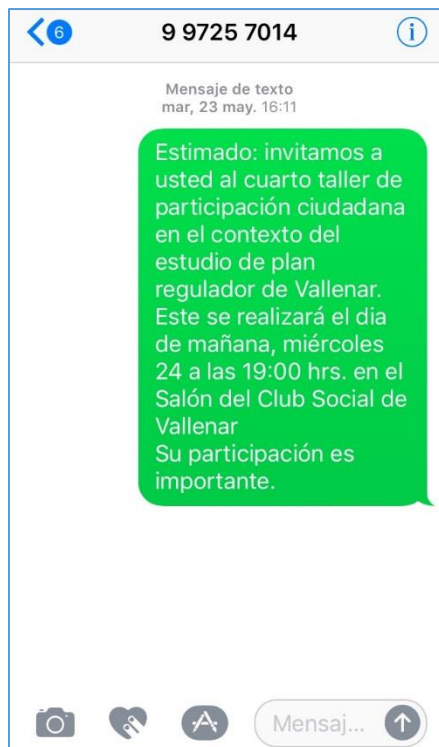 6
9 9725 7014
i
Mensaje de texto
mar, 23 may. 16:11
Estimado: invitamos a
usted al cuarto taller de
participación ciudadana
en el contexto del
estudio de plan
regulador de Vallenar.
Este se realizará el dia
de mañana, miércoles
24 a las 19:00 hrs. en el
Salón del Club Social de
Vallenar
Su participación es
importante.
Mensaj...